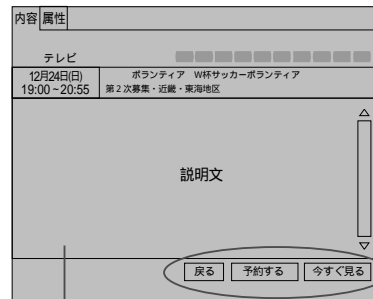 内容 属性
テレビ
12月24日(日) ボランティア W杯サッカーボランティア
19:00~20:55 第2次募集・近畿・東海地区
説明文
戻る 予約する 今すぐ見る